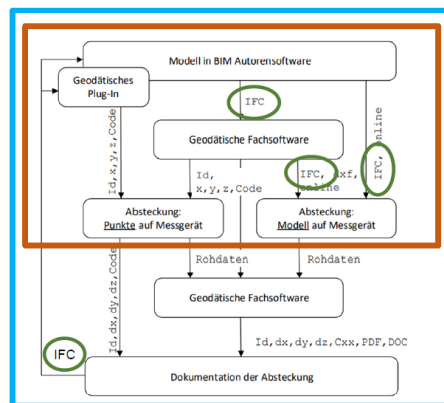 Modell in BIM Autorensoftware
Geodätisches
Plug-In
IFC
Id,x,y,z,Code
Geodätische Fachsoftware
IFC, online
Id,
x,y,z,Code
IFC, dxf,
online
Absteckung:
Punkte auf Messgerät
Absteckung:
Modell auf Messgerät
Rohdaten
Rohdaten
Id,dx,dy,dz,Code
Geodätische Fachsoftware
Id,dx,dy,dz,Cxx,PDF,DOC
IFC
Dokumentation der Absteckung